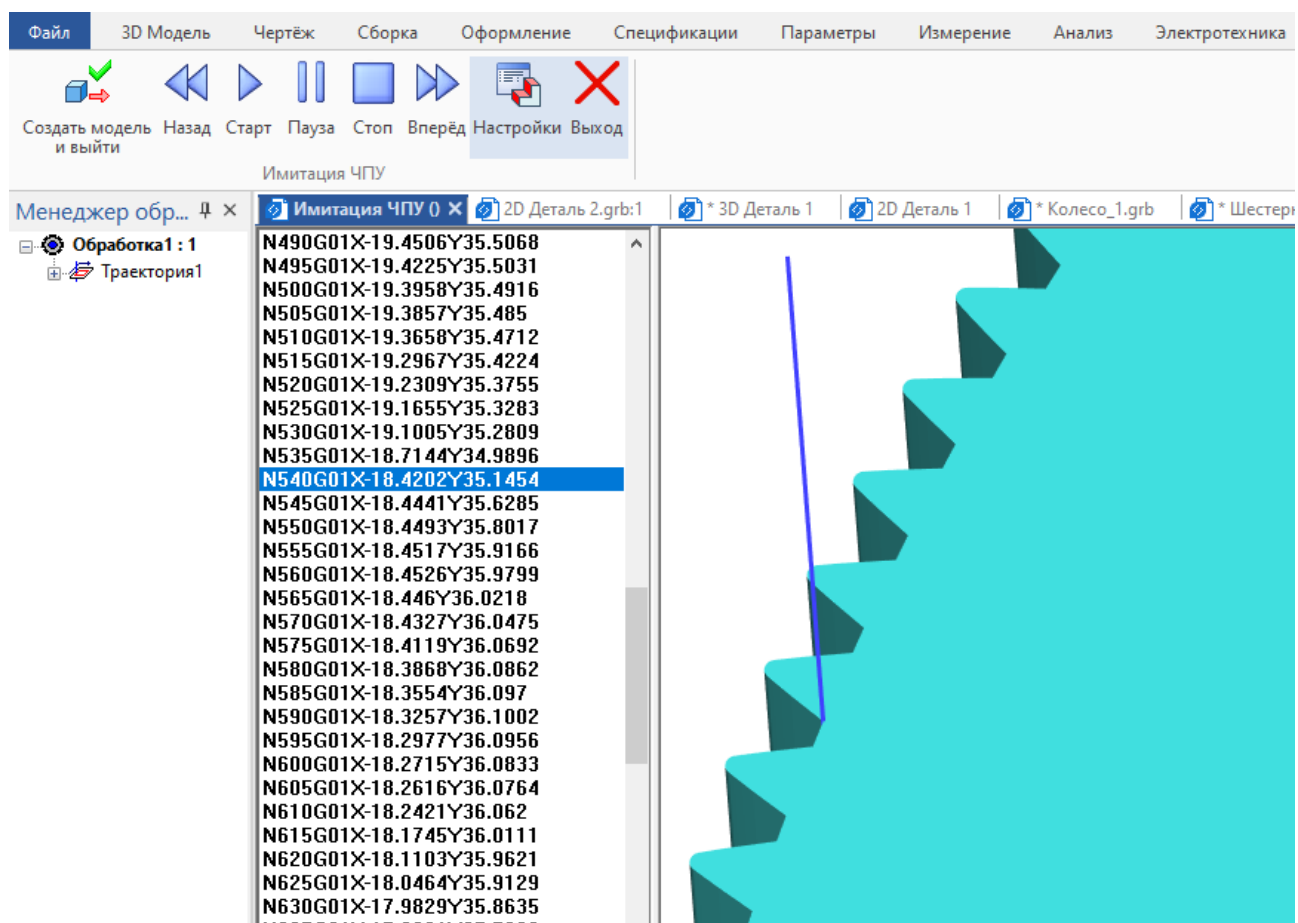 Файл 3D Модель Чертёж Сборка Оформление Спецификации Параметры Измерение Анализ Электротехника
Создать модель и выйти Назад Старт Пауза Стоп Вперёд Настройки Выход
Имитация ЧПУ
Менеджер обр...
Имитация ЧПУ () 2D Деталь 2.grb:1 * 3D Деталь 1 2D Деталь 1 * Колесо_1.grb * Шестерн
Обработка1 : 1
Траектория1
N490G01X-19.4506Y35.5068
N495G01X-19.4225Y35.5031
N500G01X-19.3958Y35.4916
N505G01X-19.3857Y35.485
N510G01X-19.3658Y35.4712
N515G01X-19.2967Y35.4224
N520G01X-19.2309Y35.3755
N525G01X-19.1655Y35.3283
N530G01X-19.1005Y35.2809
N535G01X-18.7144Y34.9896
N540G01X-18.4202Y35.1454
N545G01X-18.4441Y35.6285
N550G01X-18.4493Y35.8017
N555G01X-18.4517Y35.9166
N560G01X-18.4526Y35.9799
N565G01X-18.446Y36.0218
N570G01X-18.4327Y36.0475
N575G01X-18.4119Y36.0692
N580G01X-18.3868Y36.0862
N585G01X-18.3554Y36.097
N590G01X-18.3257Y36.1002
N595G01X-18.2977Y36.0956
N600G01X-18.2715Y36.0833
N605G01X-18.2616Y36.0764
N610G01X-18.2421Y36.062
N615G01X-18.1745Y36.0111
N620G01X-18.1103Y35.9621
N625G01X-18.0464Y35.9129
N630G01X-17.9829Y35.8635